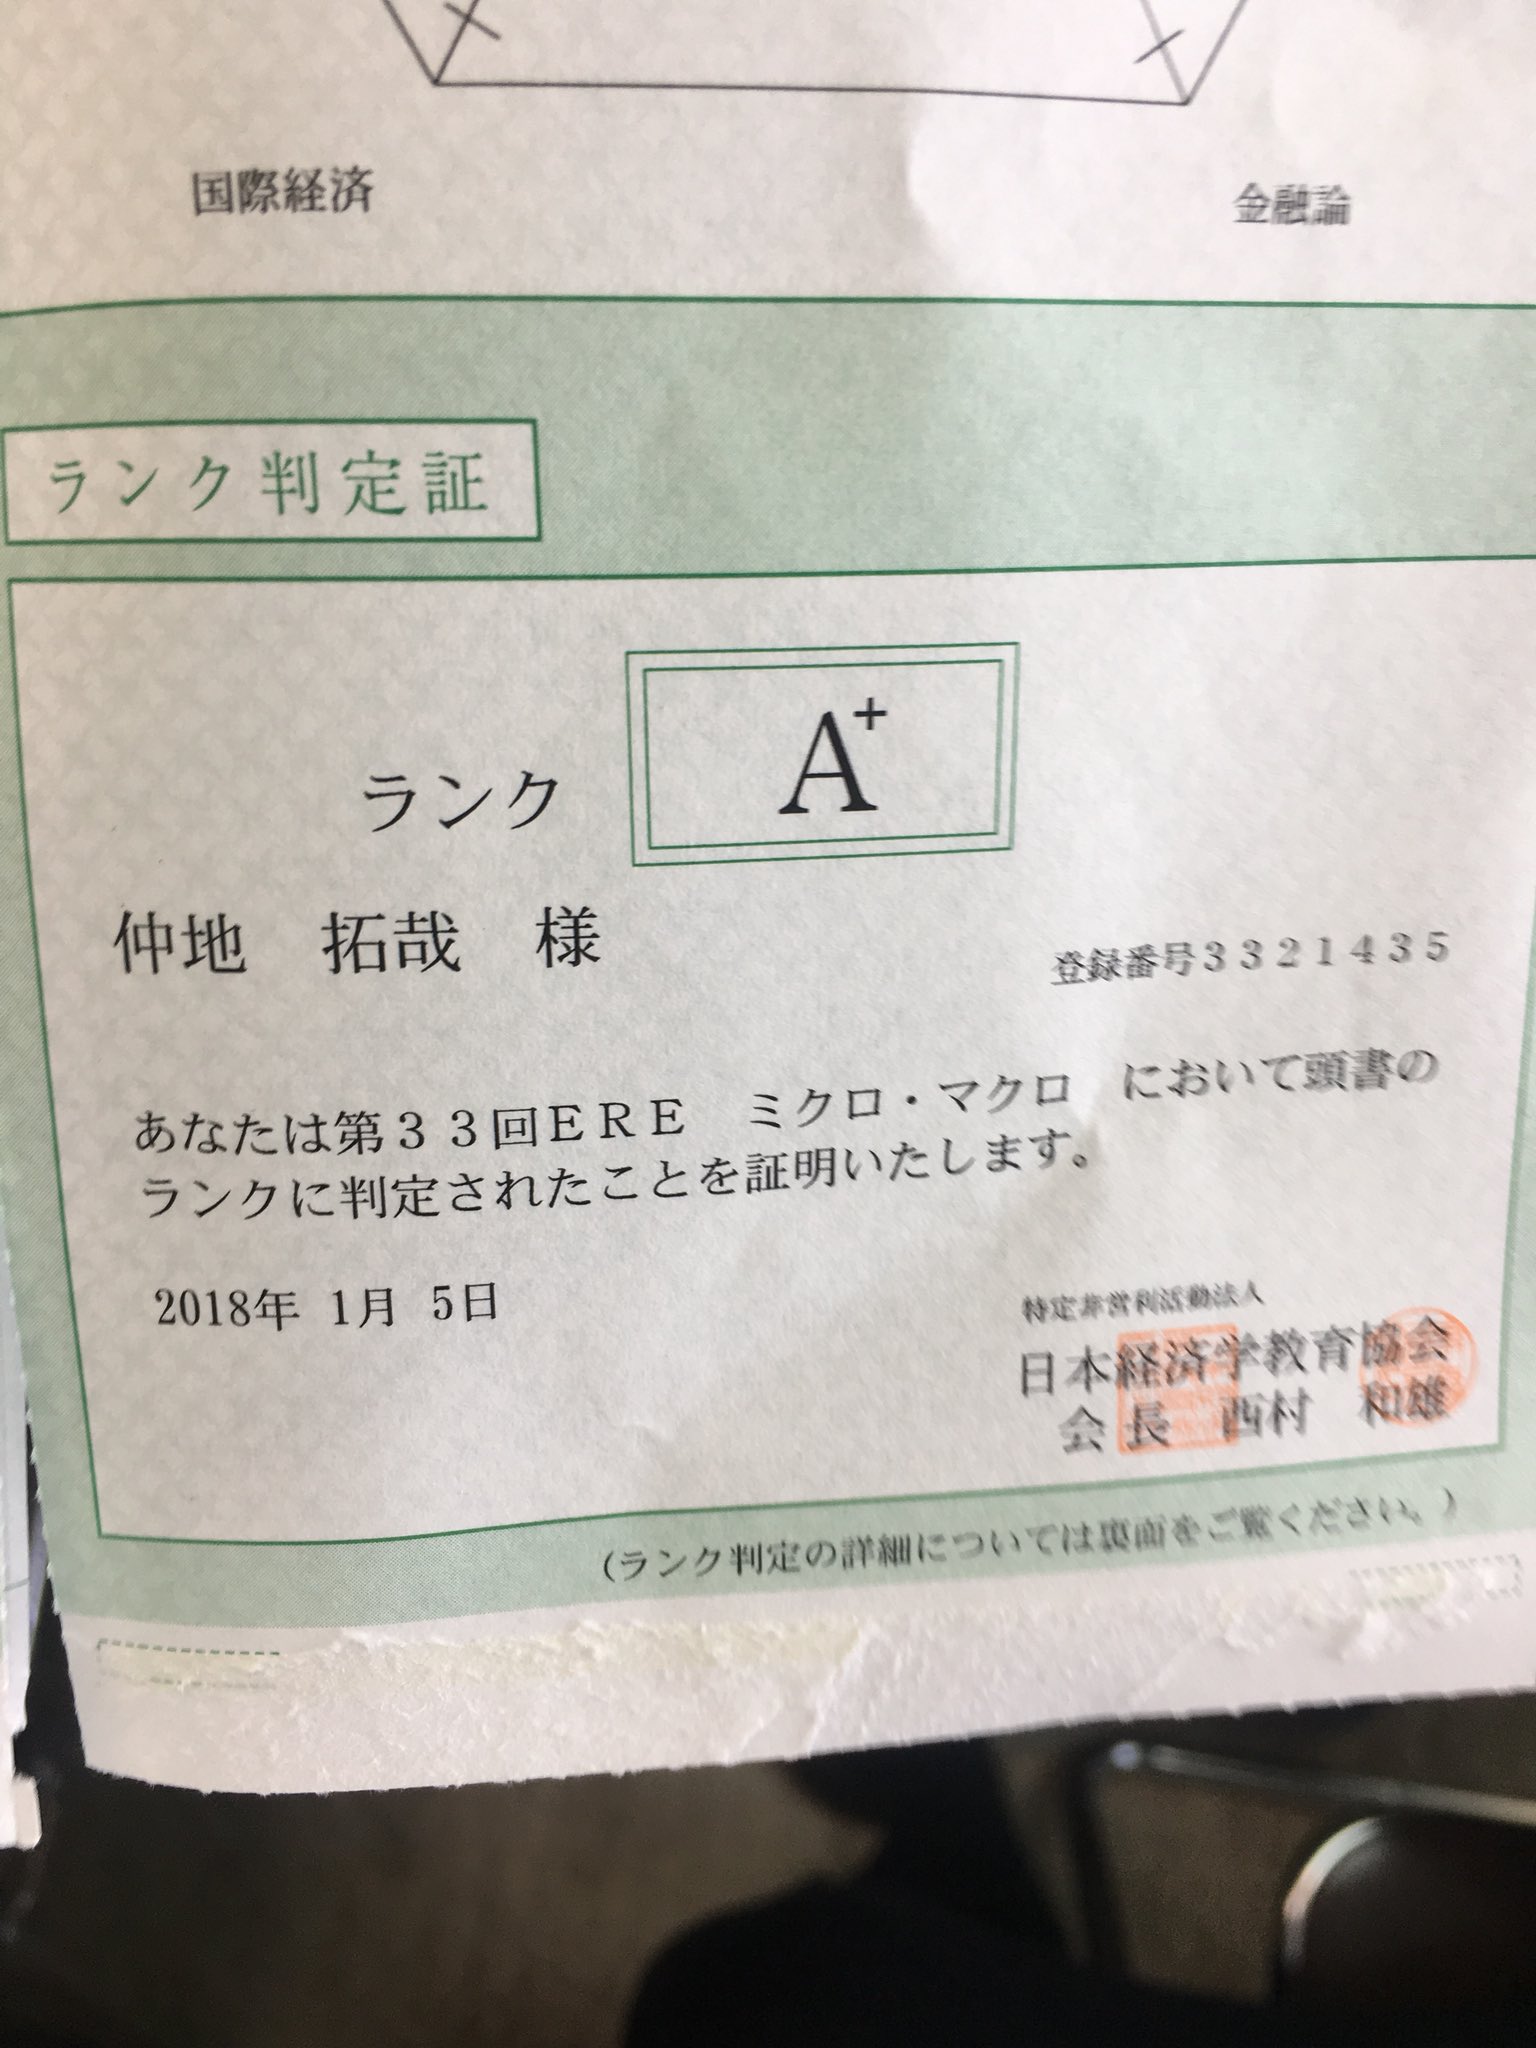 国際経済
金融論
ランク判定証
ランク
A⁺
仲地　拓哉　様
登録番号３３２１４３５
あなたは第３３回ＥＲＥ　ミクロ・マクロ　において頭書の
ランクに判定されたことを証明いたします。
2018年 1月 5日
特定非営利活動法人
日本経済学教育協会
会長　西村　和雄
(ランク判定の詳細については裏面をご覧ください。)